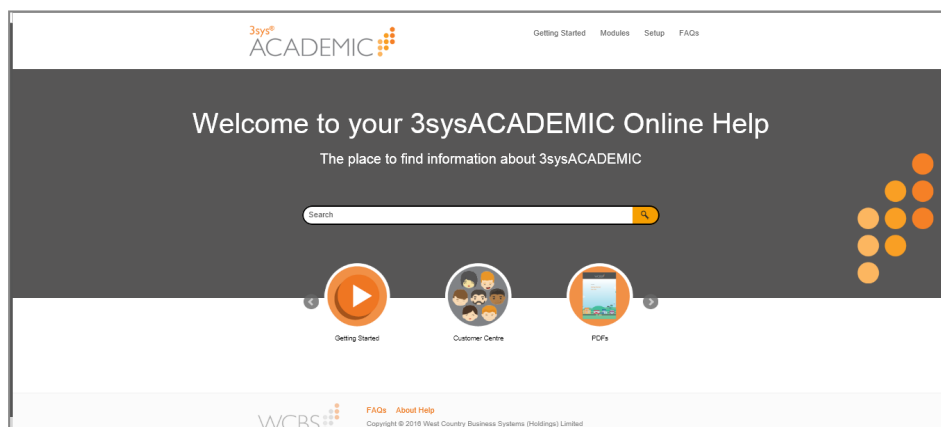 3sys®
ACADEMIC
Getting Started Modules Setup FAQs
Welcome to your 3sysACADEMIC Online Help
The place to find information about 3sysACADEMIC
Search
Getting Started Customer Centre PDFs
WCBS
FAQs About Help
Copyright © 2016 West Country Business Systems (Holdings) Limited